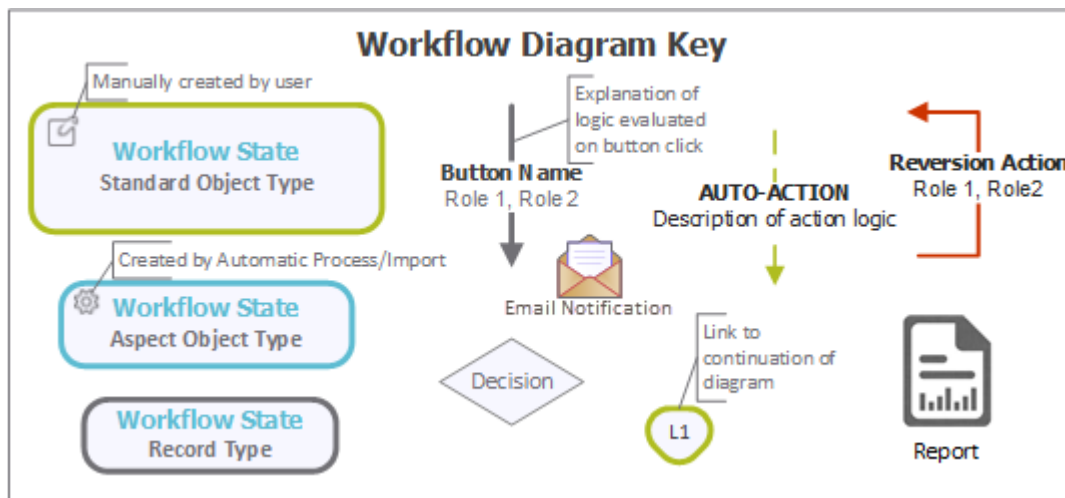 Workflow Diagram Key
Manually created by user
Workflow State
Standard Object Type
Created by Automatic Process/Import
Workflow State
Aspect Object Type
Workflow State
Record Type
Explanation of
logic evaluated
on button click
Button Name
Role 1, Role 2
Email Notification
Decision
AUTO-ACTION
Description of action logic
Link to
continuation of
diagram
L1
Reversion Action
Role 1, Role2
Report